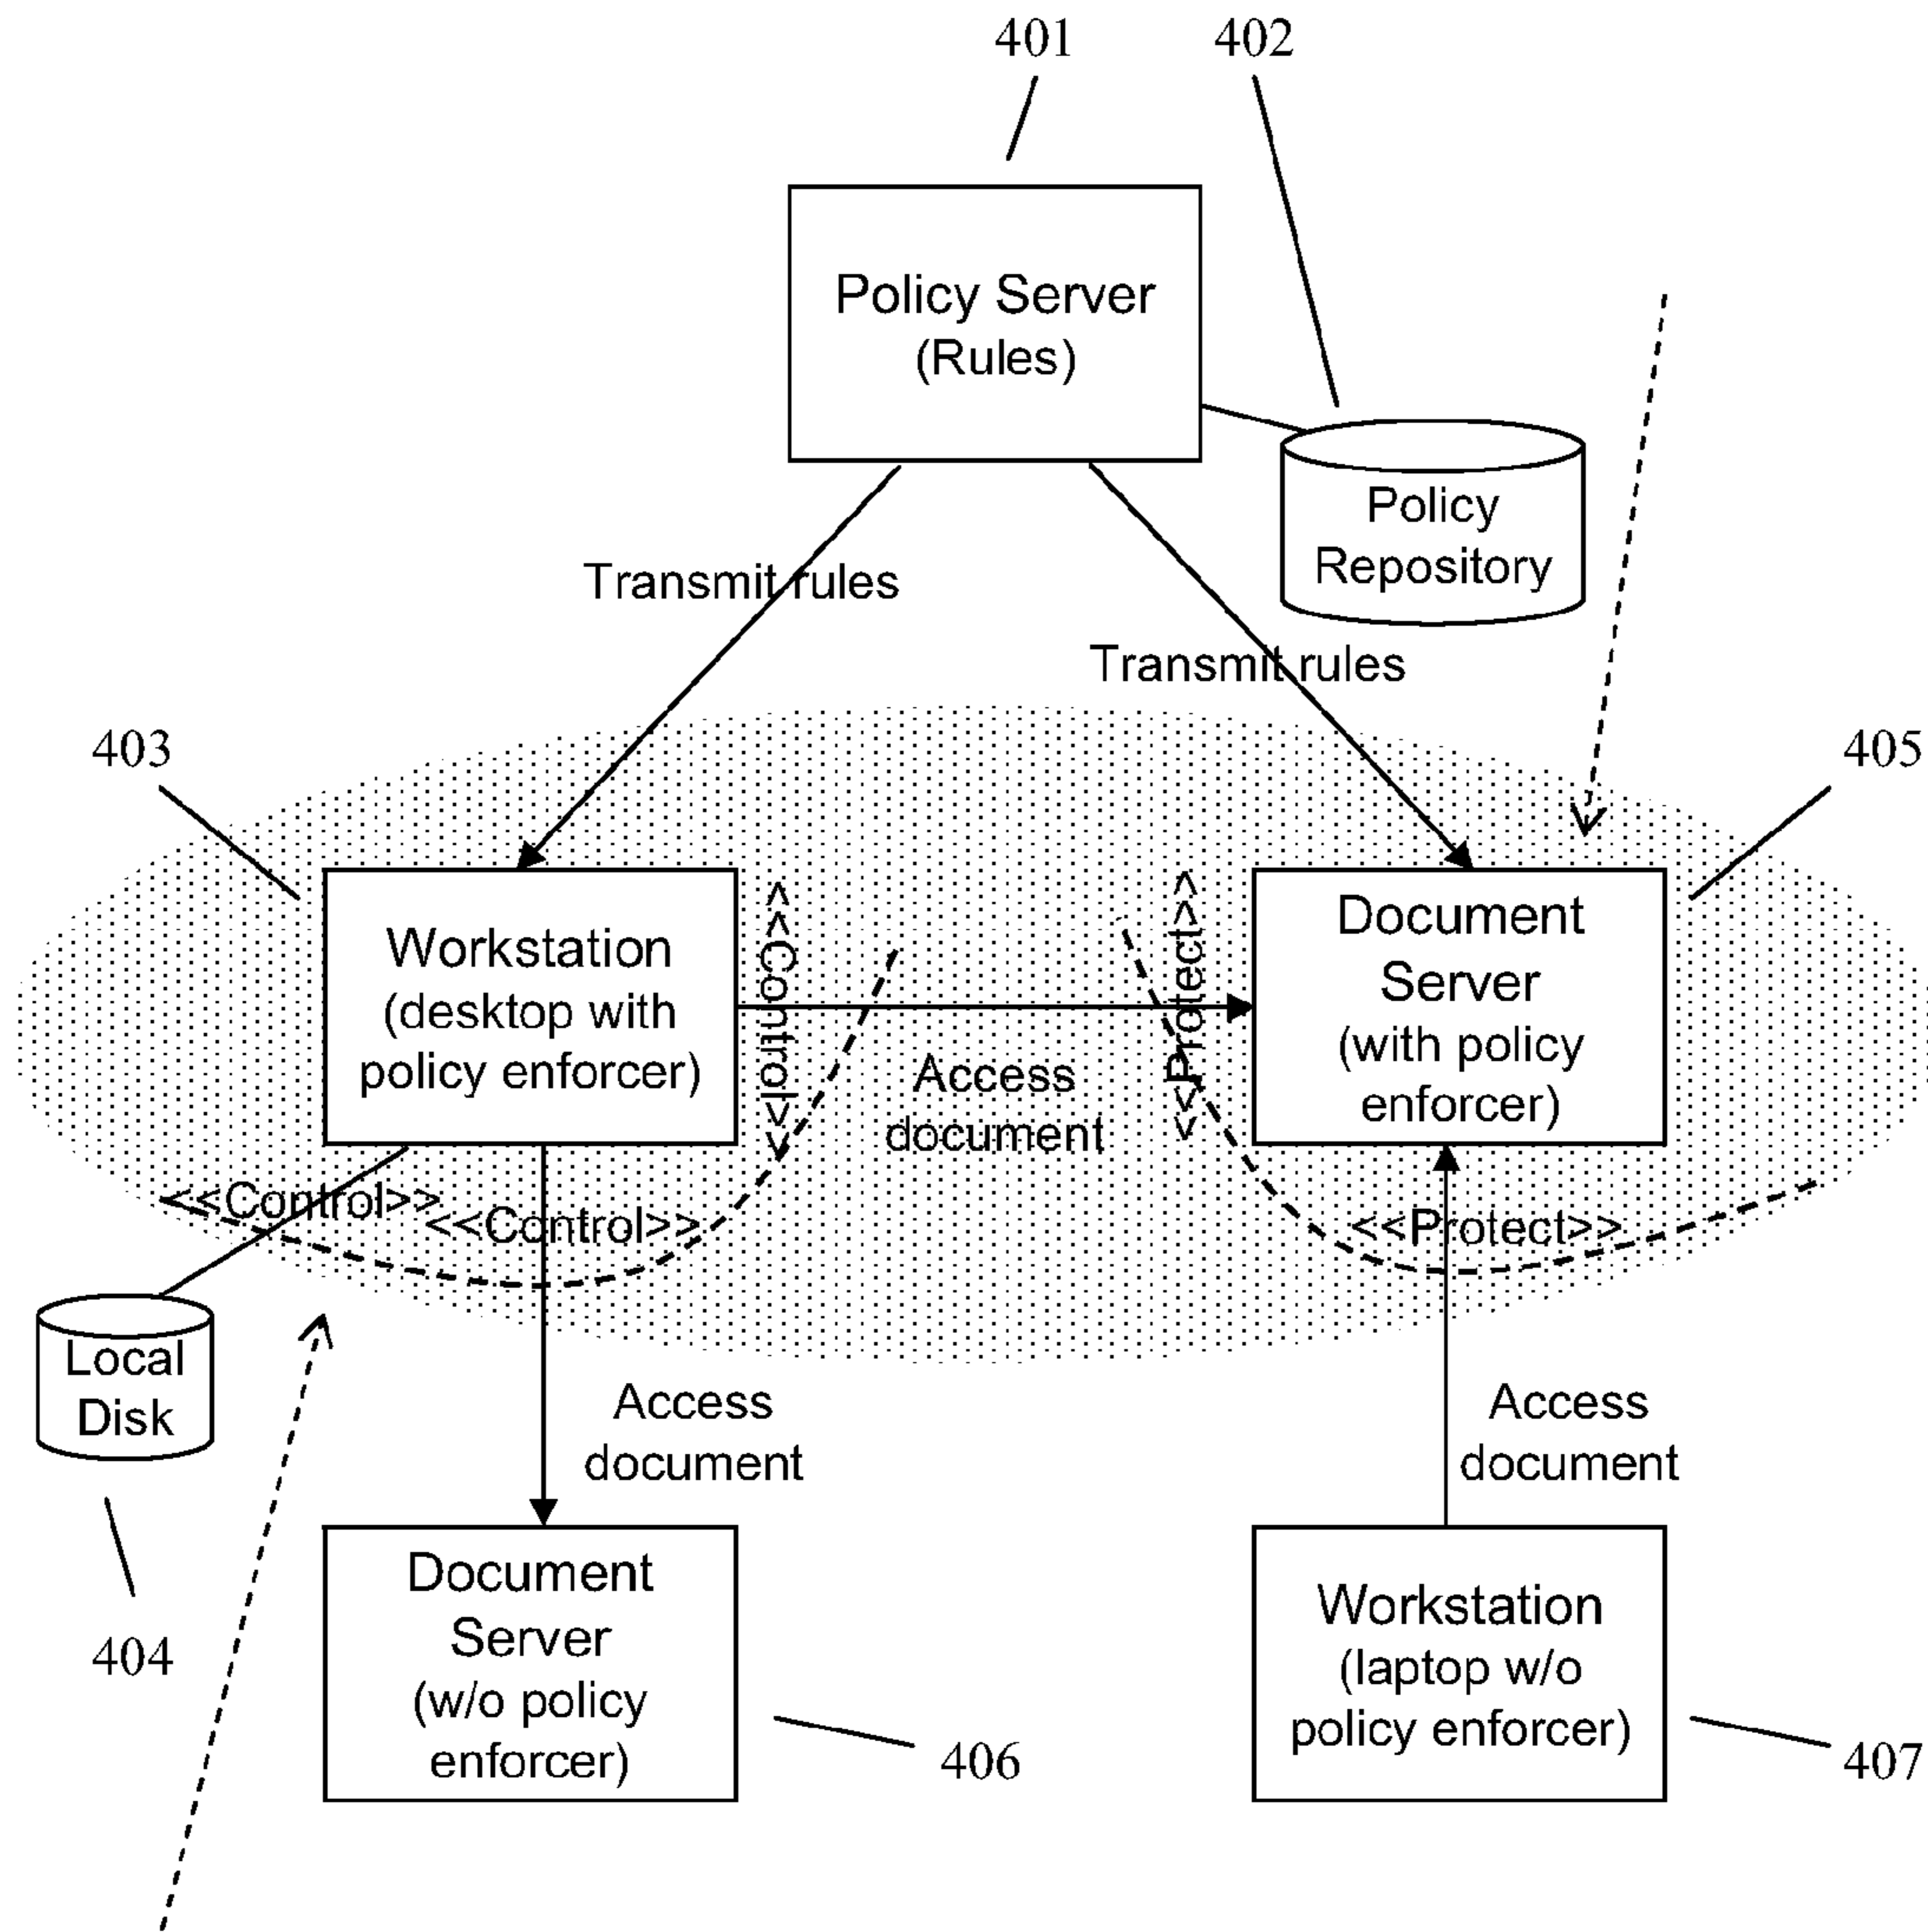 401
402
Policy Server
(Rules)
Policy
Repository
Transmit rules
Transmit rules
403
405
Workstation
(desktop with
policy enforcer)
<<Control>>
Access
document
<<Protect>>
Document
Server
(with policy
enforcer)
<<Control>>
<<Control>>
<<Protect>>
Local
Disk
Access
document
Access
document
404
Document
Server
(w/o policy
enforcer)
406
Workstation
(laptop w/o
policy enforcer)
407